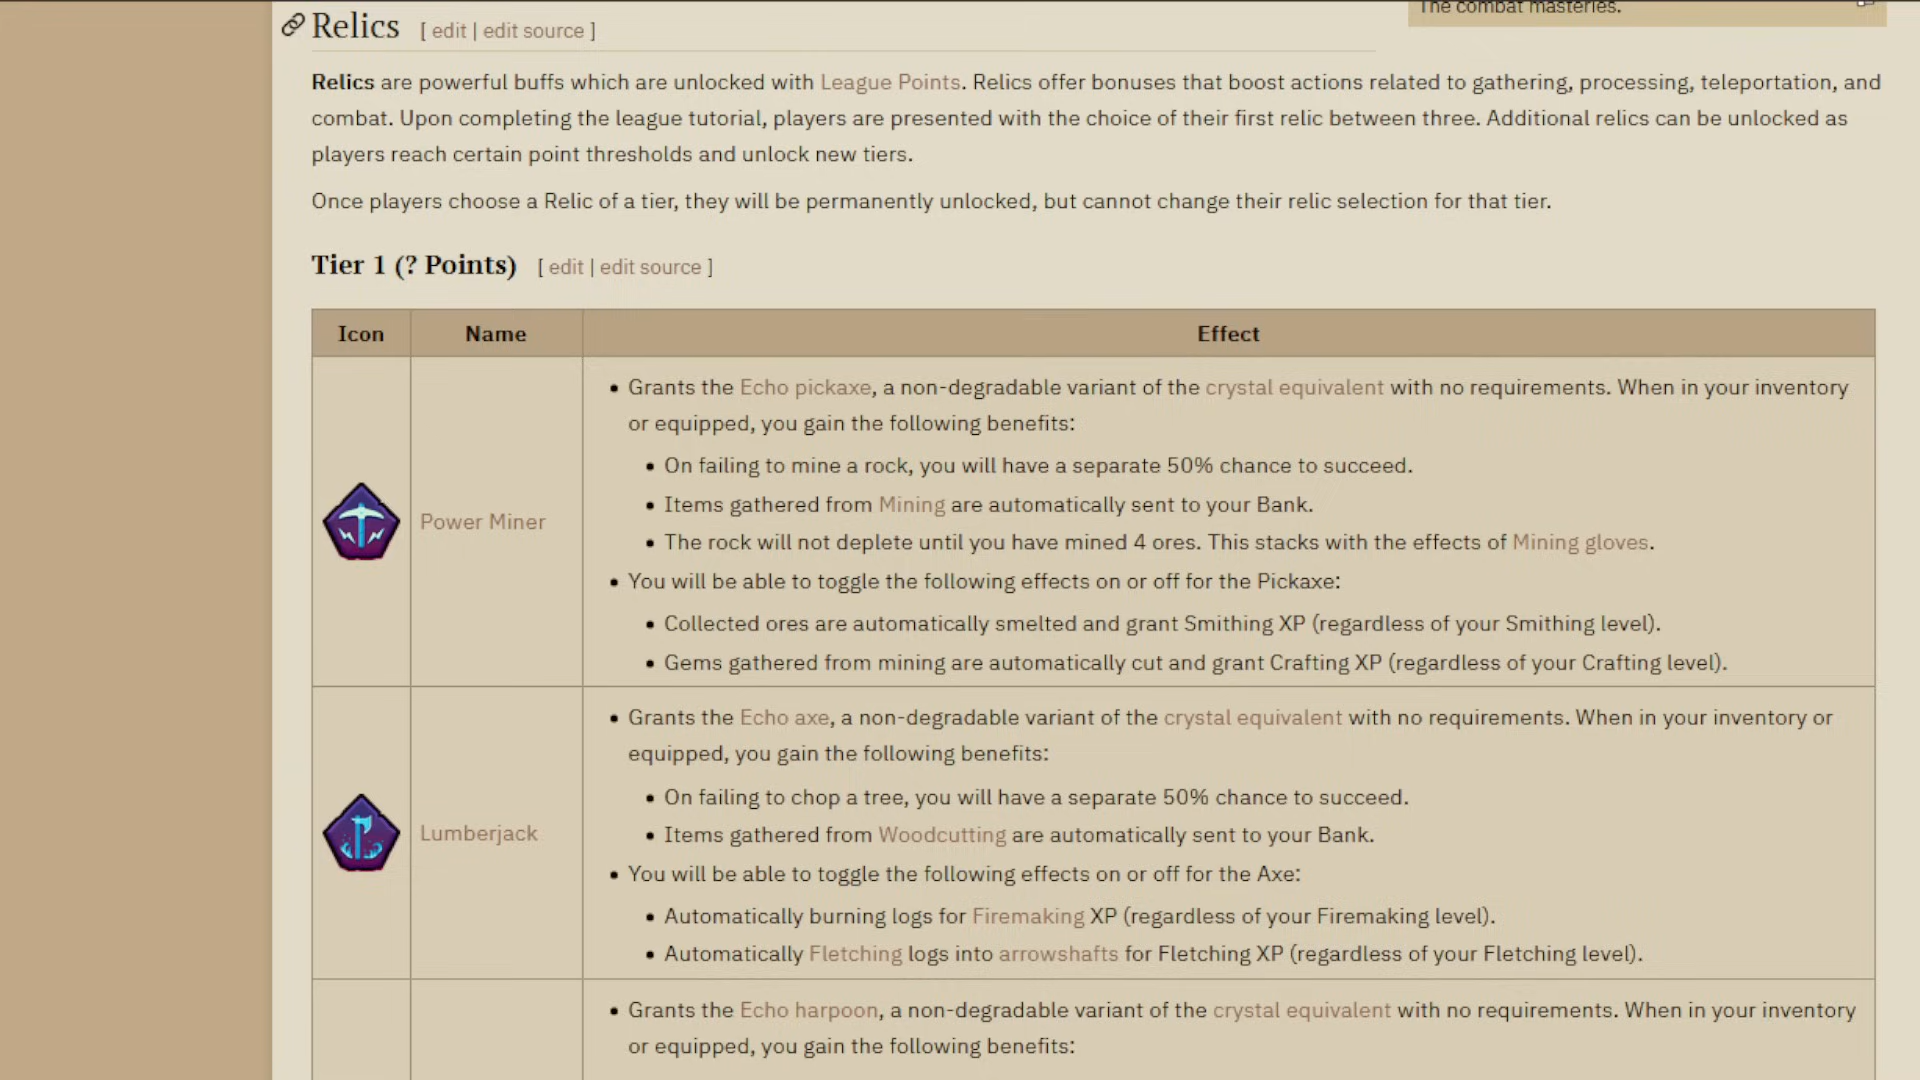 The combat masteries.
Relics [ edit | edit source ]
Relics are powerful buffs which are unlocked with League Points. Relics offer bonuses that boost actions related to gathering, processing, teleportation, and
combat. Upon completing the league tutorial, players are presented with the choice of their first relic between three. Additional relics can be unlocked as
players reach certain point thresholds and unlock new tiers.
Once players choose a Relic of a tier, they will be permanently unlocked, but cannot change their relic selection for that tier.
Tier 1 (? Points) [ edit | edit source ]
Icon Name Effect
• Grants the Echo pickaxe, a non-degradable variant of the crystal equivalent with no requirements. When in your inventory
or equipped, you gain the following benefits:
• On failing to mine a rock, you will have a separate 50% chance to succeed.
• Items gathered from Mining are automatically sent to your Bank.
Power Miner
• The rock will not deplete until you have mined 4 ores. This stacks with the effects of Mining gloves.
• You will be able to toggle the following effects on or off for the Pickaxe:
• Collected ores are automatically smelted and grant Smithing XP (regardless of your Smithing level).
• Gems gathered from mining are automatically cut and grant Crafting XP (regardless of your Crafting level).
• Grants the Echo axe, a non-degradable variant of the crystal equivalent with no requirements. When in your inventory or
equipped, you gain the following benefits:
• On failing to chop a tree, you will have a separate 50% chance to succeed.
Lumberjack
• Items gathered from Woodcutting are automatically sent to your Bank.
• You will be able to toggle the following effects on or off for the Axe:
• Automatically burning logs for Firemaking XP (regardless of your Firemaking level).
• Automatically Fletching logs into arrowshafts for Fletching XP (regardless of your Fletching level).
• Grants the Echo harpoon, a non-degradable variant of the crystal equivalent with no requirements. When in your inventory
or equipped, you gain the following benefits: